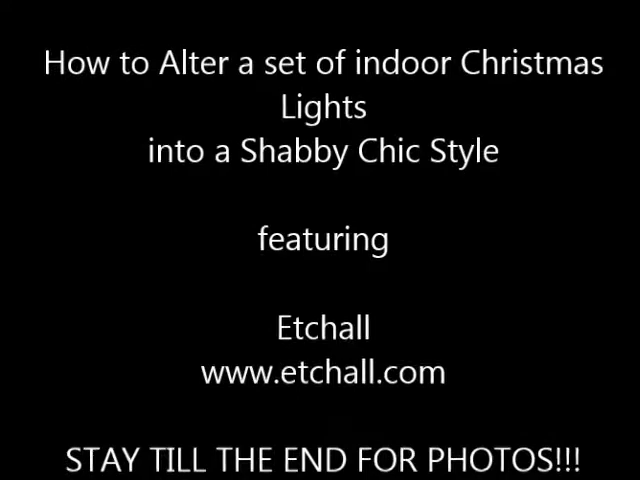 How to Alter a set of indoor Christmas
Lights
into a Shabby Chic Style
featuring
Etchall
www.etchall.com
STAY TILL THE END FOR PHOTOS!!!